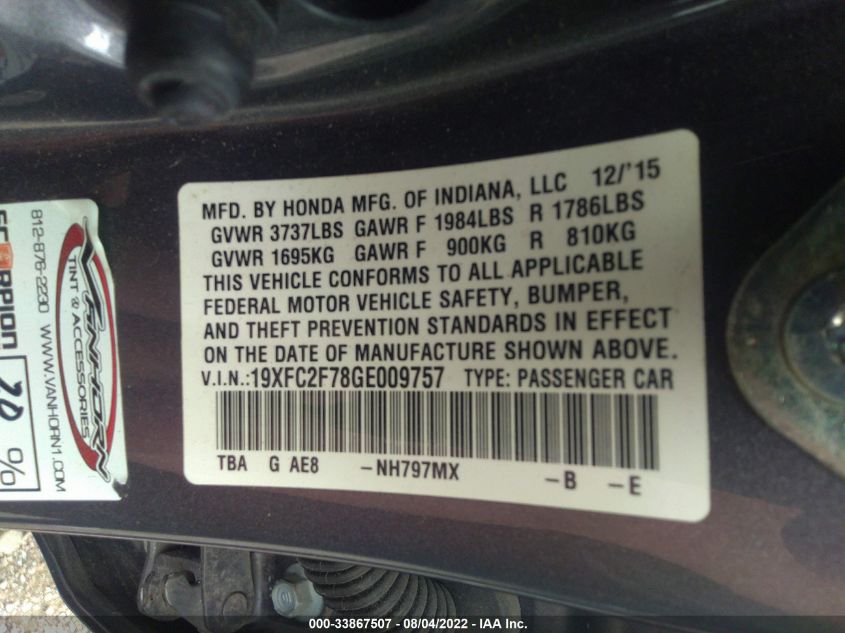 MFD. BY HONDA MFG. OF INDIANA, LLC 12/'15
GVWR 3737LBS GAWR F 1984LBS R 1786LBS
GVWR 1695KG GAWR F 900KG R 810KG
THIS VEHICLE CONFORMS TO ALL APPLICABLE
FEDERAL MOTOR VEHICLE SAFETY, BUMPER,
AND THEFT PREVENTION STANDARDS IN EFFECT
ON THE DATE OF MANUFACTURE SHOWN ABOVE.
V.I.N.:19XFC2F78GE009757 TYPE: PASSENGER CAR
TBA G AE8 -NH797MX -B -E
VANHORN
TINT & ACCESSORIES
812-876-2230 WWW.VANHORN1.COM
20 %
000-33867507 - 08/04/2022 - IAA Inc.